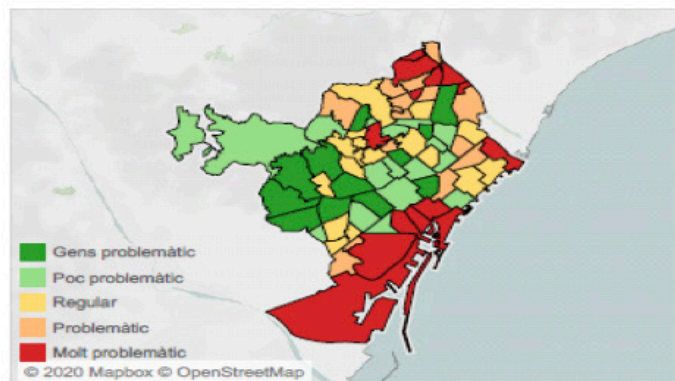 Gens problemàtic
Poc problemàtic
Regular
Problemàtic
Molt problemàtic
© 2020 Mapbox © OpenStreetMap